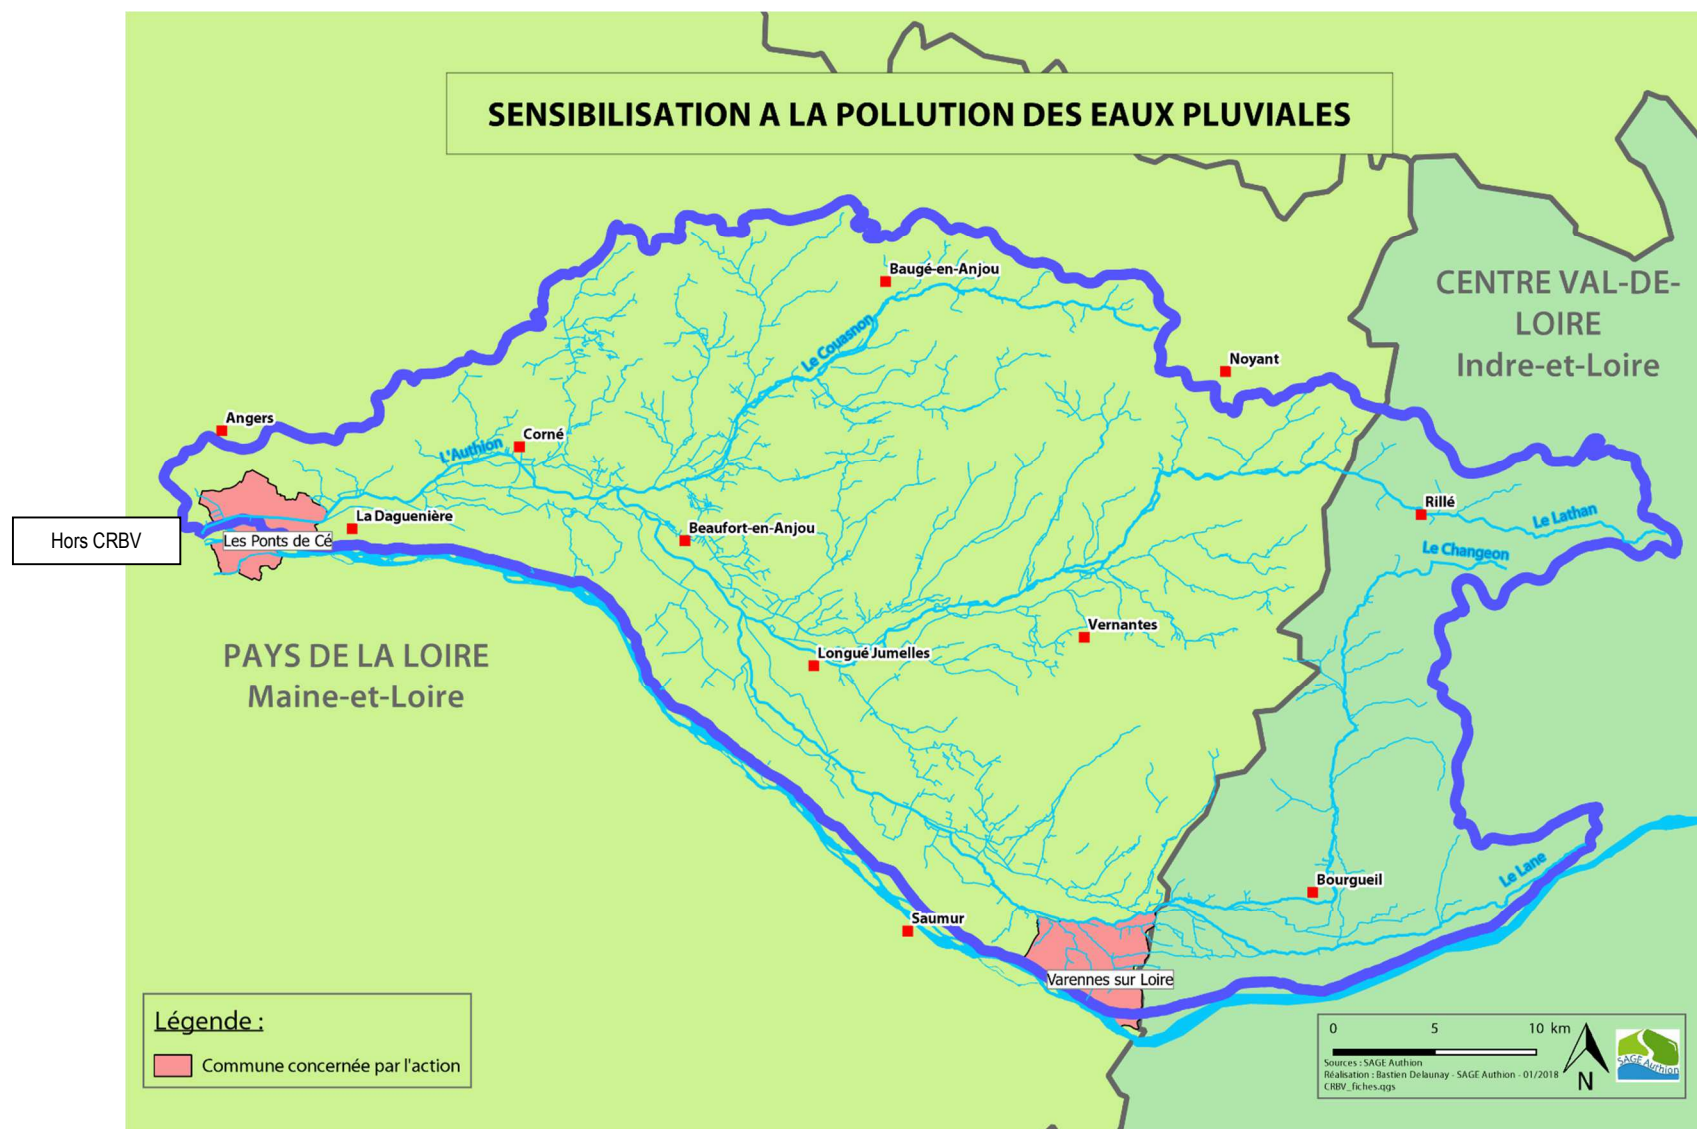 SENSIBILISATION A LA POLLUTION DES EAUX PLUVIALES
Baugé-en-Anjou
CENTRE VAL-DE-
LOIRE
Indre-et-Loire
Le Couasnon
Noyant
Angers
Corné
L'Authion
Rillé
Le Lathan
La Daguenière
Beaufort-en-Anjou
Hors CRBV
Les Ponts de Cé
Le Changeon
Vernantes
PAYS DE LA LOIRE
Maine-et-Loire
Longué Jumelles
Bourgueil
Le Lane
Saumur
Varennes sur Loire
Légende :
Commune concernée par l'action
0 5 10 km
Sources : SAGE Authion
Réalisation : Bastien Delaunay - SAGE Authion - 01/2018
CRBV_fiches.qgs
N
SAGE Authion